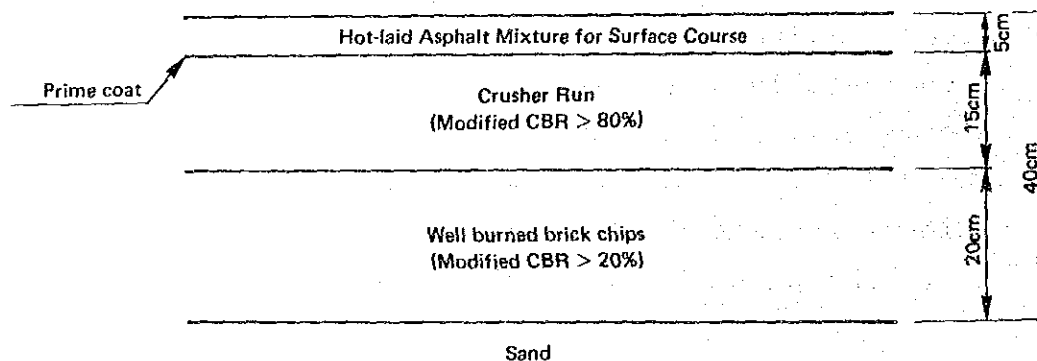 Hot-laid Asphalt Mixture for Surface Course
5cm
Prime coat
Crusher Run
(Modified CBR > 80%)
15cm
40cm
Well burned brick chips
(Modified CBR > 20%)
20cm
Sand